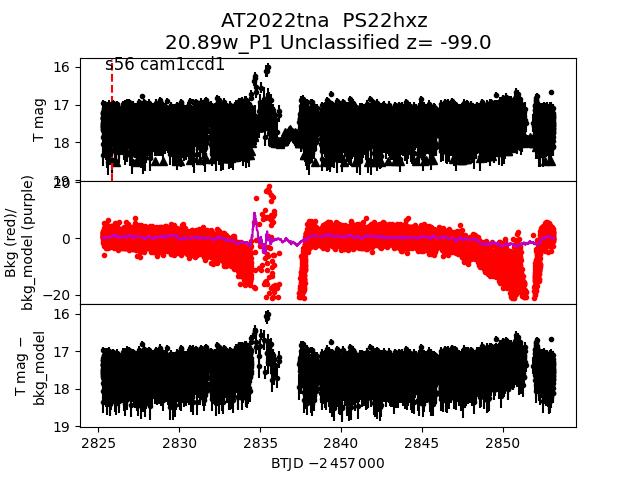 AT2022tna  PS22hxz
20.89w_P1 Unclassified z= -99.0
s56 cam1ccd1
16
17
18
19
T mag
20
0
−20
Bkg (red)/
bkg_model (purple)
16
17
18
19
T mag −
bkg_model
2825 2830 2835 2840 2845 2850
BTJD −2 457 000